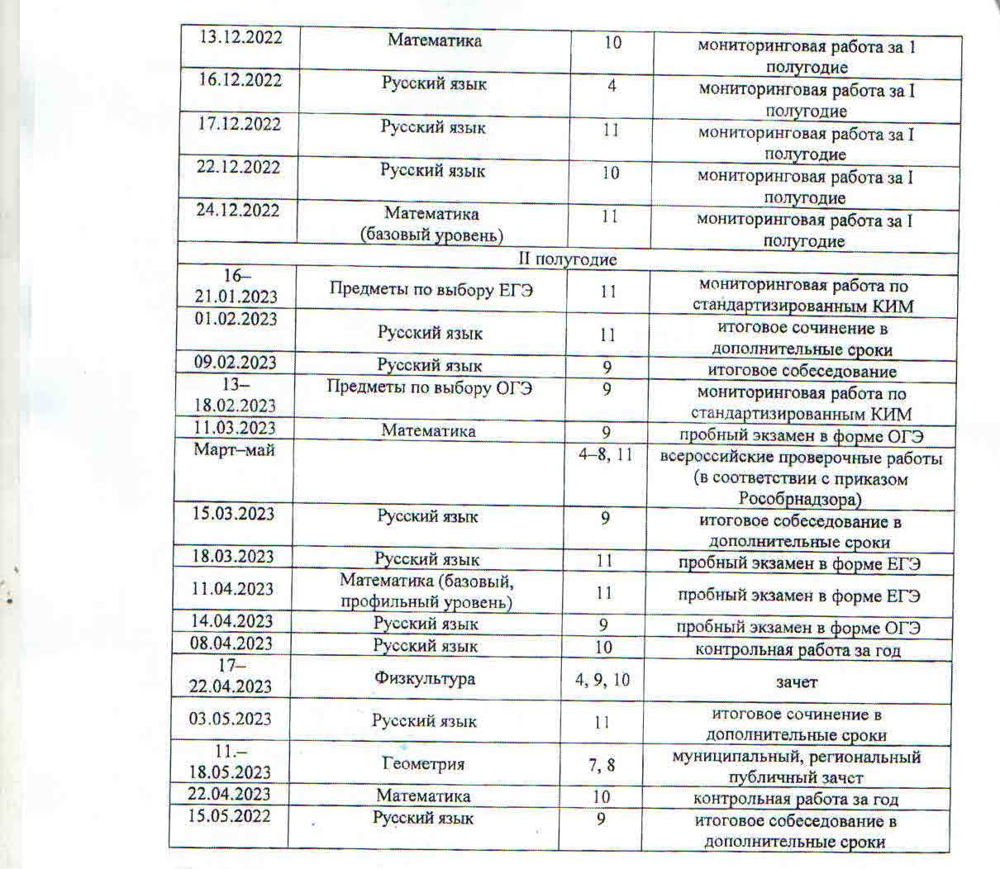 13.12.2022 Математика 10 мониторинговая работа за 1
полугодие
16.12.2022 Русский язык 4 мониторинговая работа за I
полугодие
17.12.2022 Русский язык 11 мониторинговая работа за I
полугодие
22.12.2022 Русский язык 10 мониторинговая работа за I
полугодие
24.12.2022 Математика 11 мониторинговая работа за I
(базовый уровень) полугодие
II полугодие
16– Предметы по выбору ЕГЭ 11 мониторинговая работа по
21.01.2023 стандартизированным КИМ
01.02.2023 Русский язык 11 итоговое сочинение в
дополнительные сроки
09.02.2023 Русский язык 9 итоговое собеседование
13– Предметы по выбору ОГЭ 9 мониторинговая работа по
18.02.2023 стандартизированным КИМ
11.03.2023 Математика 9 пробный экзамен в форме ОГЭ
Март–май 4–8, 11 всероссийские проверочные работы
(в соответствии с приказом
Рособрнадзора)
15.03.2023 Русский язык 9 итоговое собеседование в
дополнительные сроки
18.03.2023 Русский язык 11 пробный экзамен в форме ЕГЭ
11.04.2023 Математика (базовый, 11 пробный экзамен в форме ЕГЭ
профильный уровень)
14.04.2023 Русский язык 9 пробный экзамен в форме ОГЭ
08.04.2023 Русский язык 10 контрольная работа за год
17– Физкультура 4, 9, 10 зачет
22.04.2023
03.05.2023 Русский язык 11 итоговое сочинение в
дополнительные сроки
11.– Геометрия 7, 8 муниципальный, региональный
18.05.2023 публичный зачет
22.04.2023 Математика 10 контрольная работа за год
15.05.2022 Русский язык 9 итоговое собеседование в
дополнительные сроки